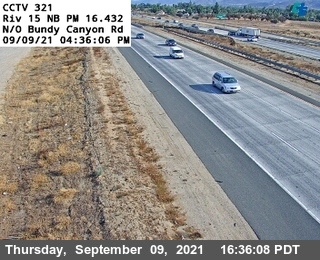 CCTV 321
Riv 15 NB PM 16.432
N/O Bundy Canyon Rd
09/09/21 04:36:06 PM
Thursday, September 09, 2021 16:36:08 PDT